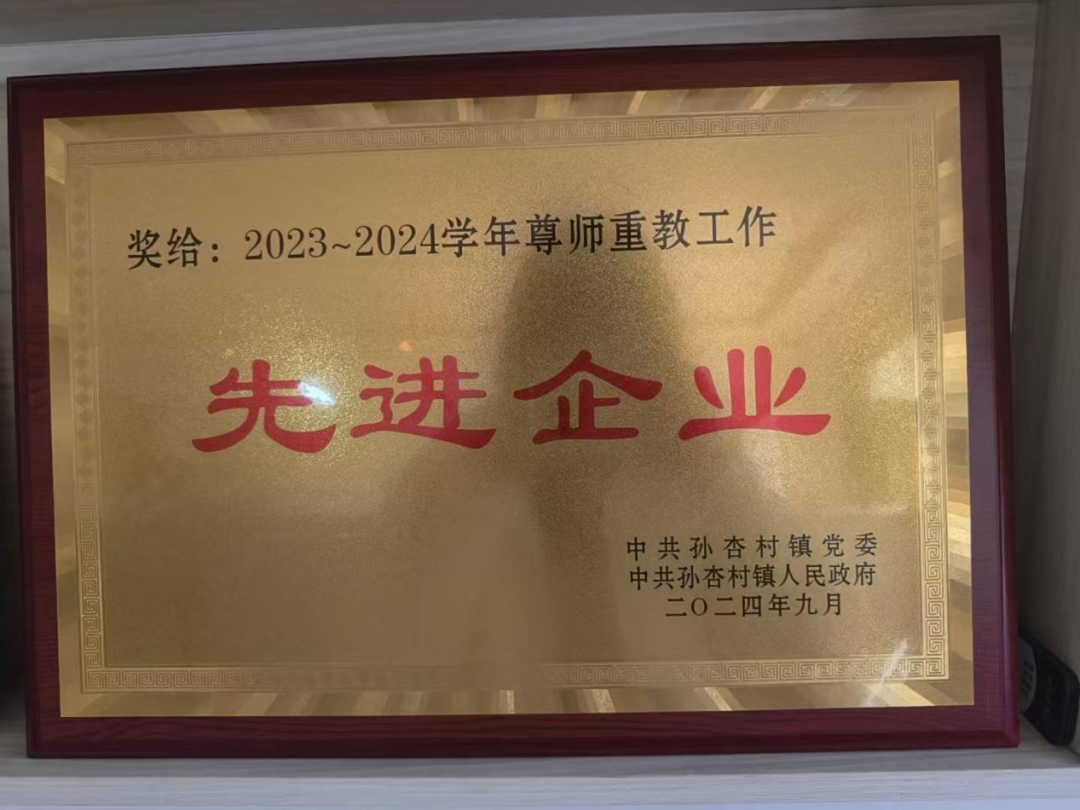 奖给：2023~2024学年尊师重教工作
先进企业
中共孙杏村镇党委
中共孙杏村镇人民政府
二〇二四年九月